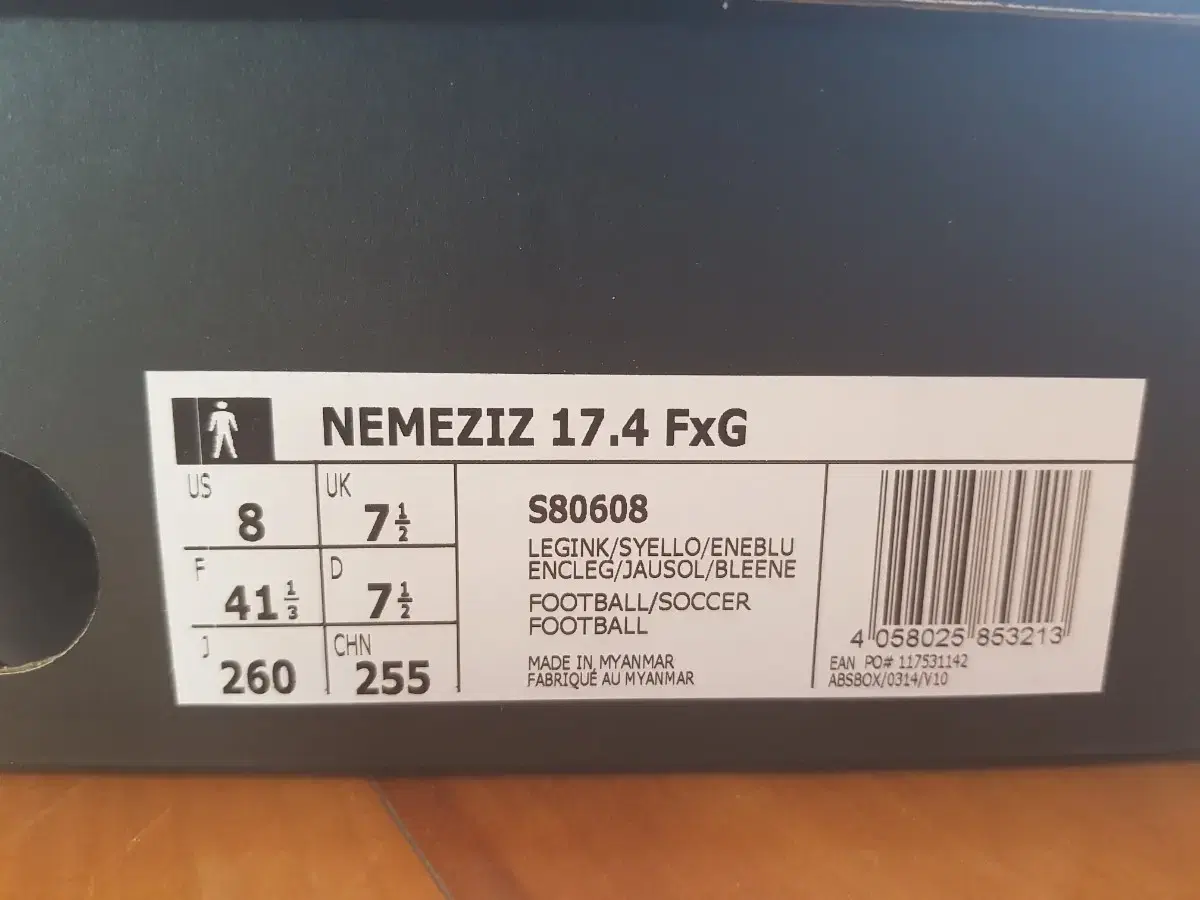 NEMEZIZ 17.4 FxG
US 8 UK 7½
F 41⅓ D 7½
J 260 CHN 255
S80608
LEGINK/SYELLO/ENEBLU
ENCLEG/JAUSOL/BLEENE
FOOTBALL/SOCCER
FOOTBALL
MADE IN MYANMAR
FABRIQUÉ AU MYANMAR
4 058025 853213
EAN PO# 117531142
ABSBOX/0314/V10